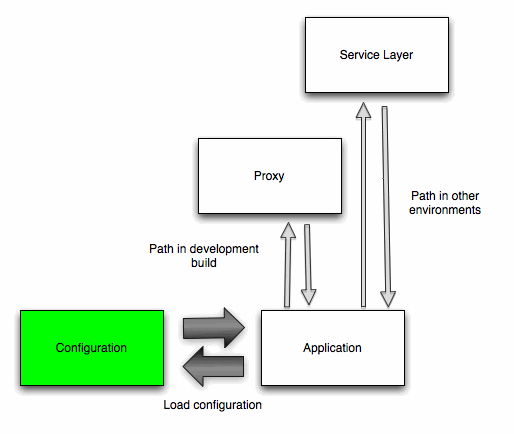 Service Layer
Proxy
Path in other
environments
Path in development
build
Configuration
Application
Load configuration